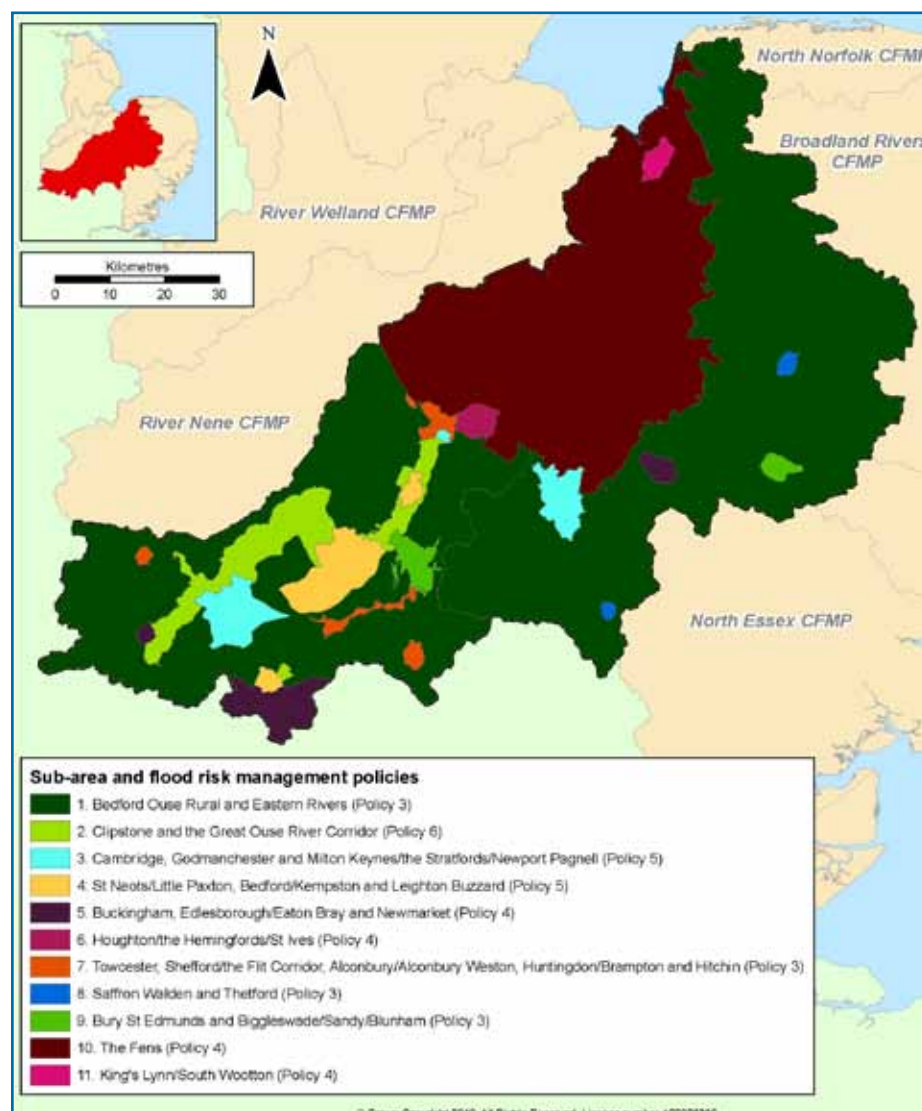 N
North Norfolk CFMP
Broadland Rivers
CFMP
River Welland CFMP
Kilometres
0 10 20 30
River Nene CFMP
North Essex CFMP
Sub-area and flood risk management policies
1. Bedford Ouse Rural and Eastern Rivers (Policy 3)
2. Clipstone and the Great Ouse River Corridor (Policy 6)
3. Cambridge, Godmanchester and Milton Keynes/the Stratfords/Newport Pagnell (Policy 5)
4. St Neots/Little Paxton, Bedford/Kempston and Leighton Buzzard (Policy 5)
5. Buckingham, Edlesborough/Eaton Bray and Newmarket (Policy 4)
6. Houghton/the Hemingfords/St Ives (Policy 4)
7. Towcester, Shefford/the Flit Corridor, Alconbury/Alconbury Weston, Huntingdon/Brampton and Hitchin (Policy 3)
8. Saffron Walden and Thetford (Policy 3)
9. Bury St Edmunds and Biggleswade/Sandy/Blunham (Policy 3)
10. The Fens (Policy 4)
11. King's Lynn/South Wootton (Policy 4)